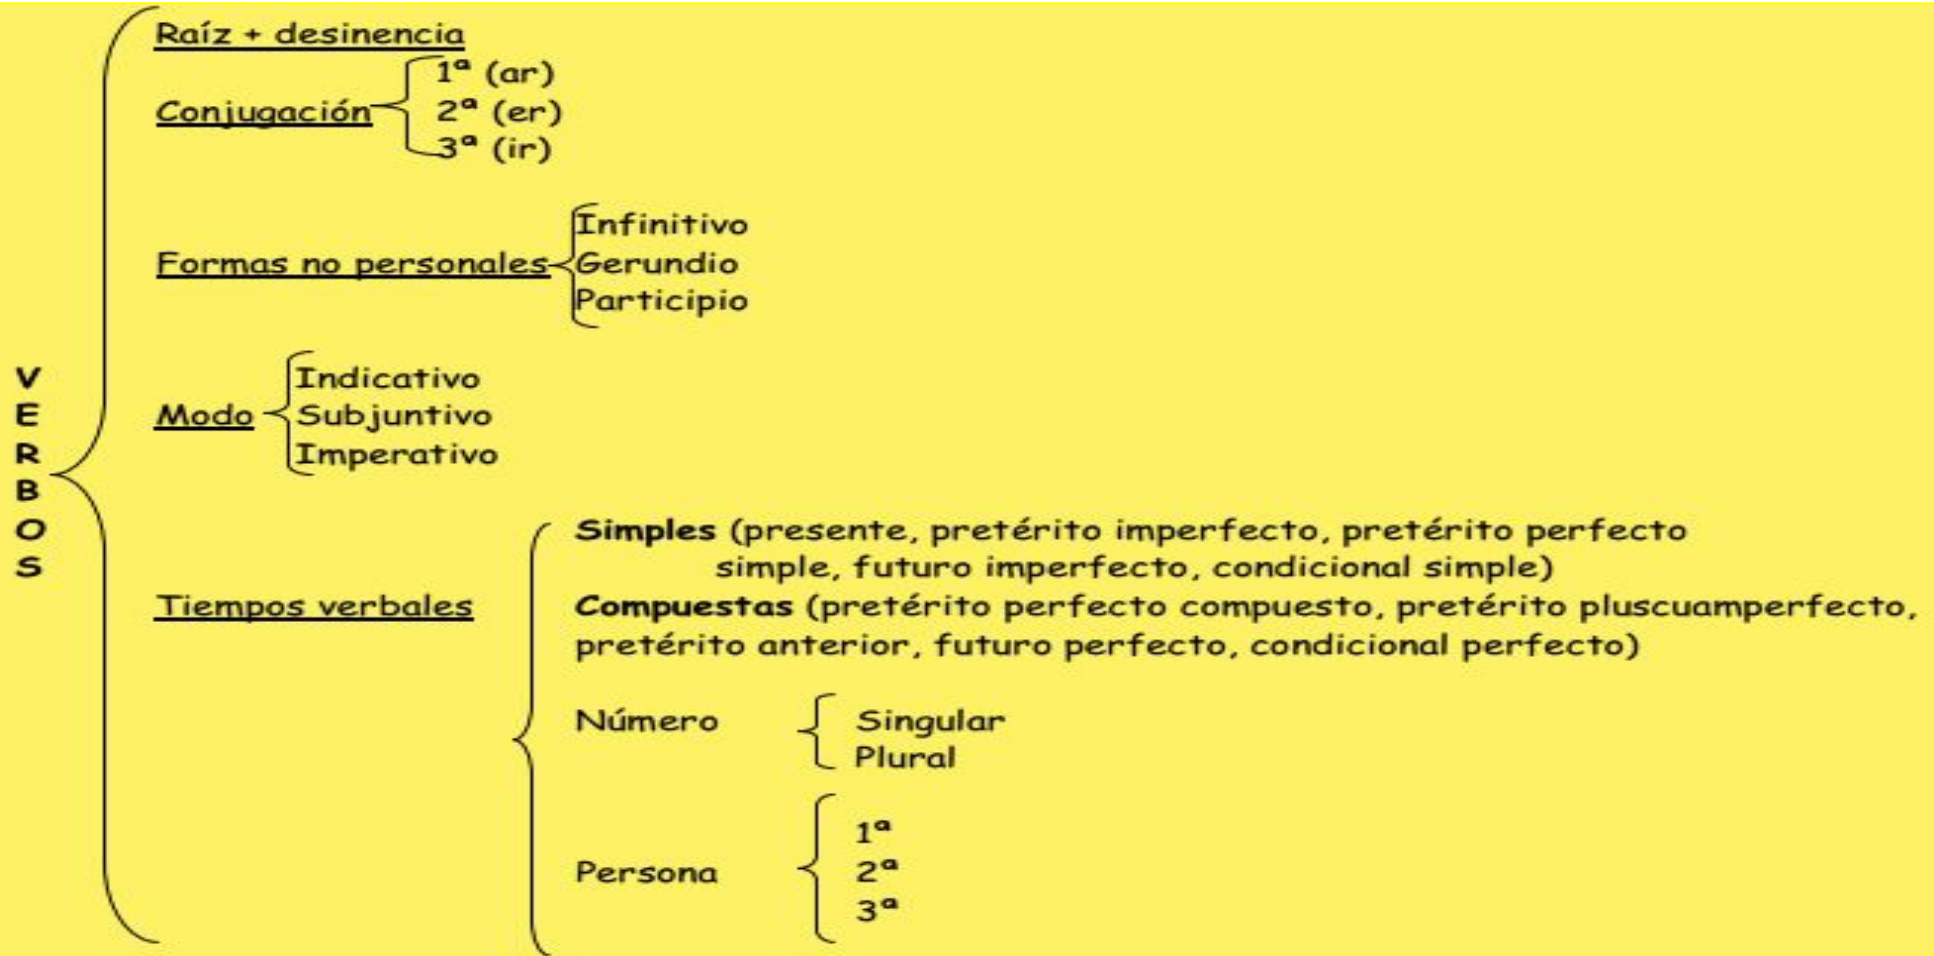 VERBOS
Raíz + desinencia
Conjugación
1ª (ar)
2ª (er)
3ª (ir)
Formas no personales
Infinitivo
Gerundio
Participio
Modo
Indicativo
Subjuntivo
Imperativo
Tiempos verbales
Simples (presente, pretérito imperfecto, pretérito perfecto
simple, futuro imperfecto, condicional simple)
Compuestas (pretérito perfecto compuesto, pretérito pluscuamperfecto,
pretérito anterior, futuro perfecto, condicional perfecto)
Número
Singular
Plural
Persona
1ª
2ª
3ª